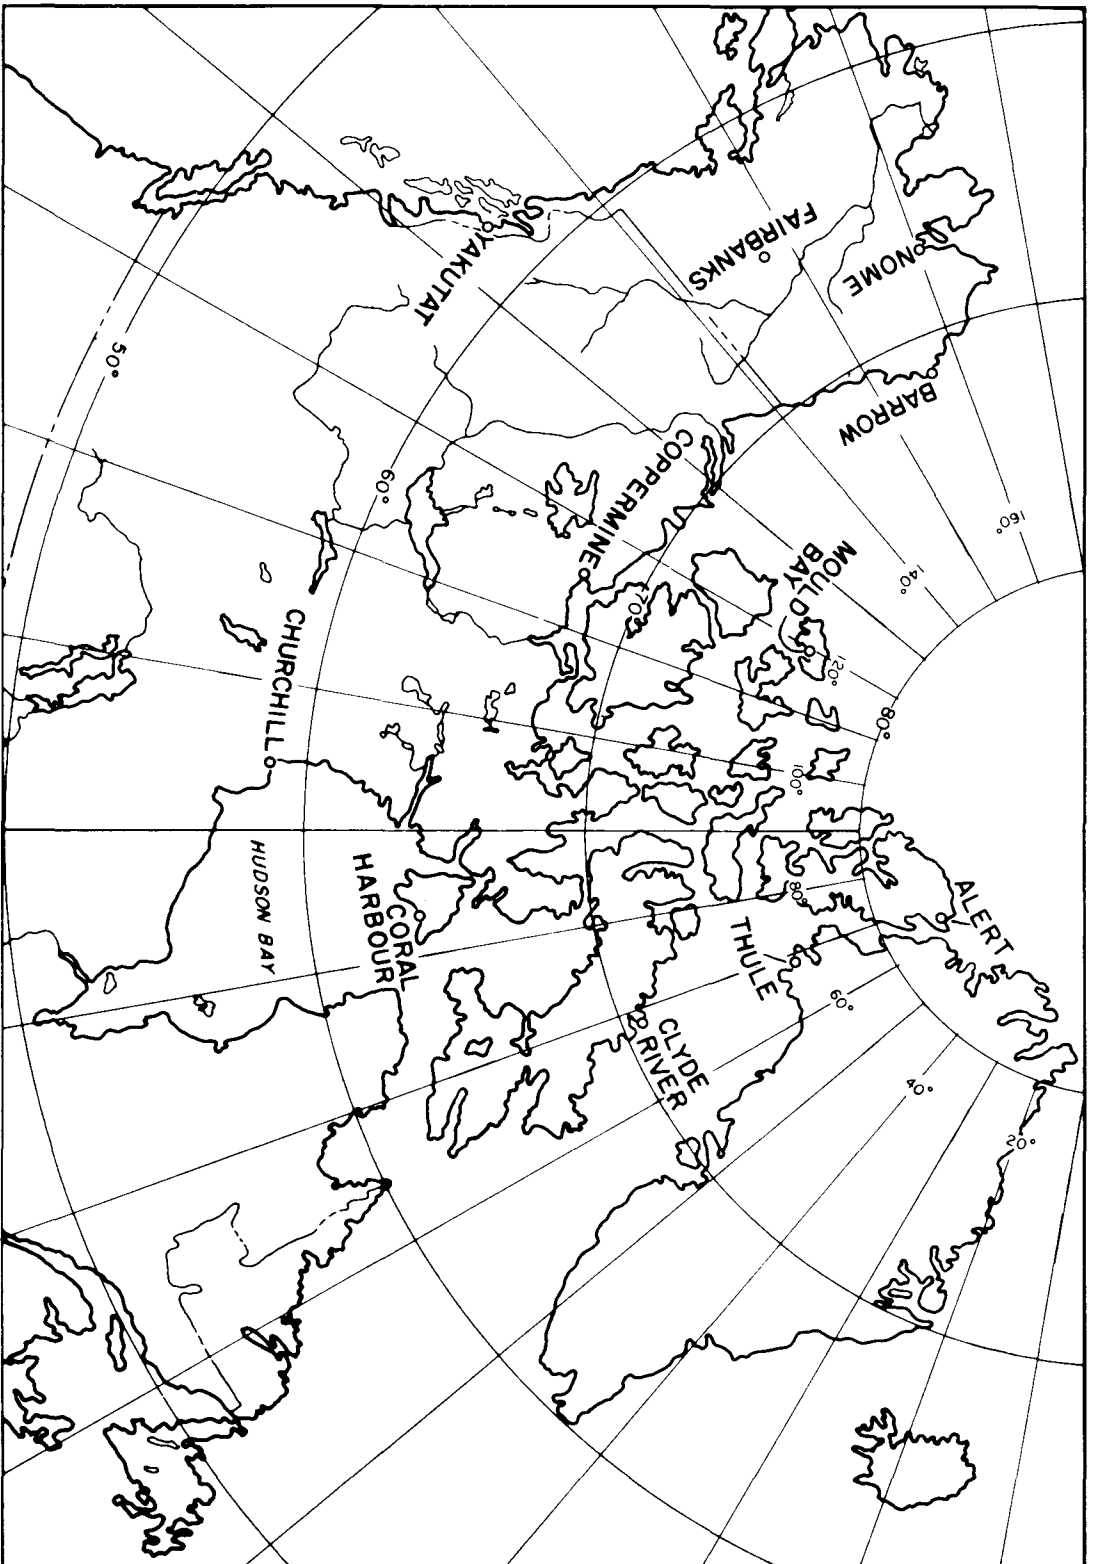 FAIRBANKS
NOME
YAKUTAT
BARROW
50°
60°
COPPERMINE
160°
140°
MOULD
BAY
70°
120°
80°
CHURCHILL
100°
HUDSON BAY
CORAL
HARBOUR
80°
ALERT
THULE
60°
CLYDE
RIVER
40°
20°